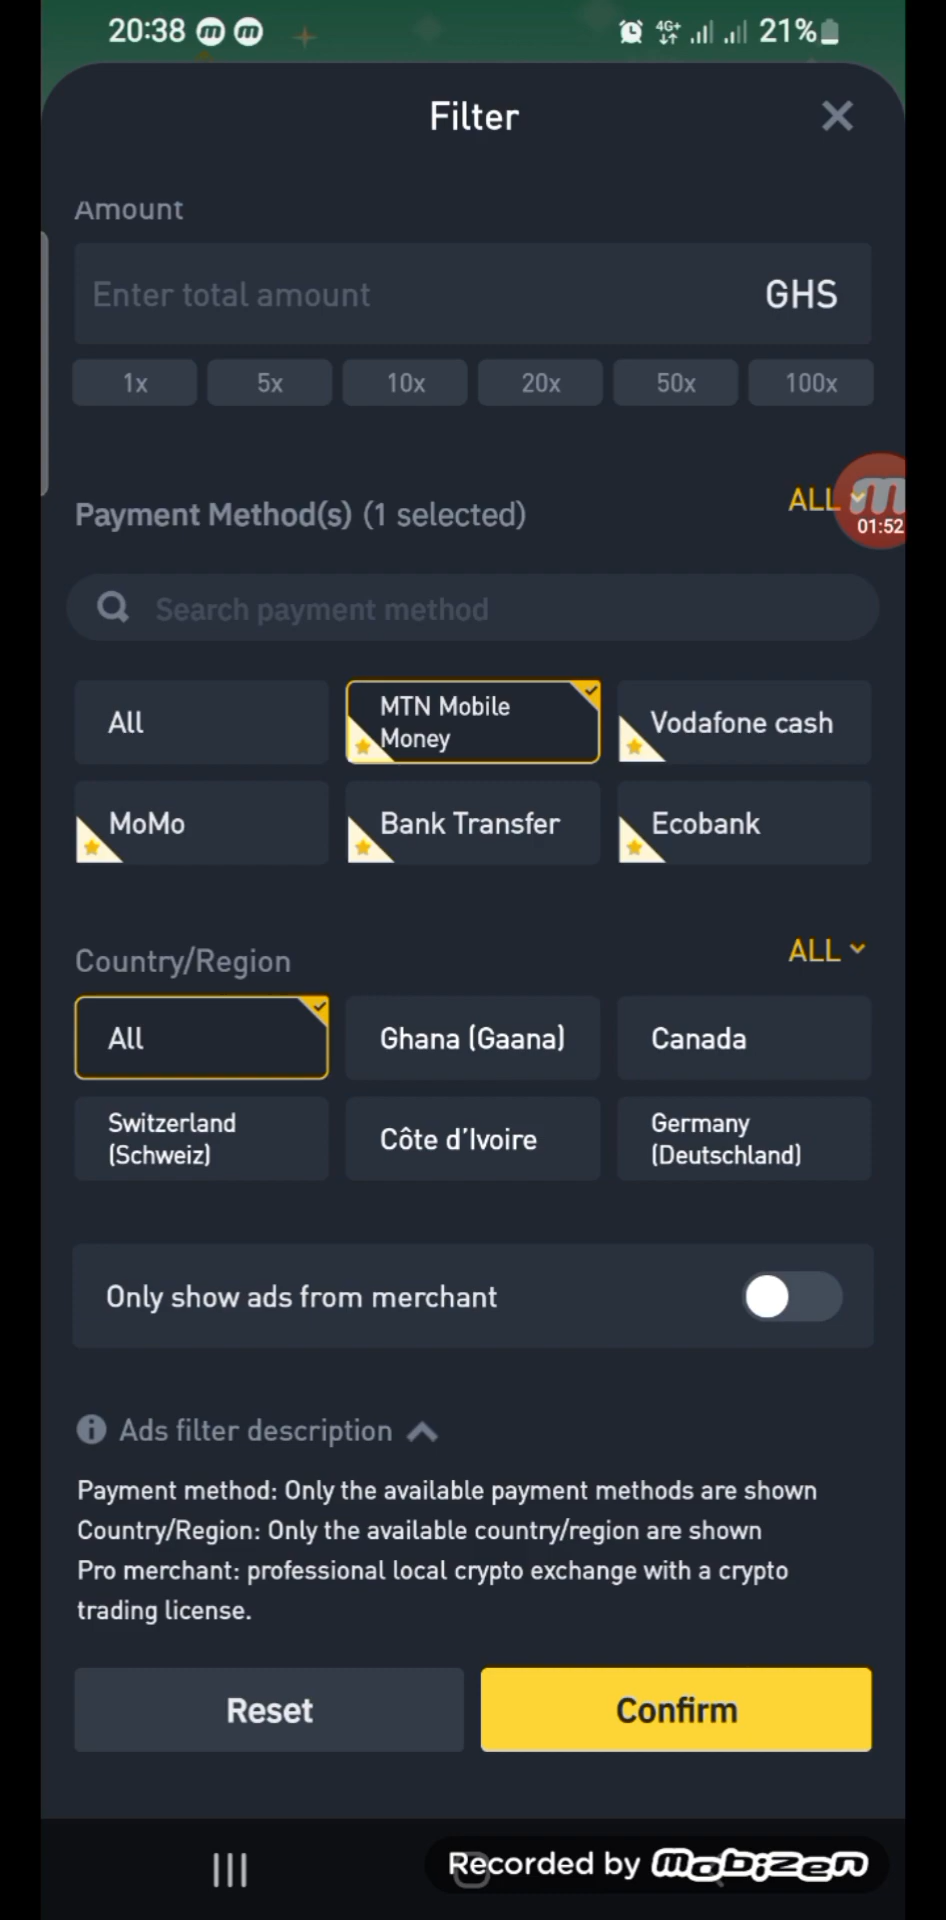 20:38
4G+
21%
Filter
Amount
Enter total amount
GHS
1x
5x
10x
20x
50x
100x
Payment Method(s) (1 selected)
ALL
01:52
Search payment method
All
MTN Mobile
Money
Vodafone cash
MoMo
Bank Transfer
Ecobank
Country/Region
ALL
All
Ghana (Gaana)
Canada
Switzerland
(Schweiz)
Côte d'Ivoire
Germany
(Deutschland)
Only show ads from merchant
Ads filter description
Payment method: Only the available payment methods are shown
Country/Region: Only the available country/region are shown
Pro merchant: professional local crypto exchange with a crypto
trading license.
Reset
Confirm
Recorded by mobizen